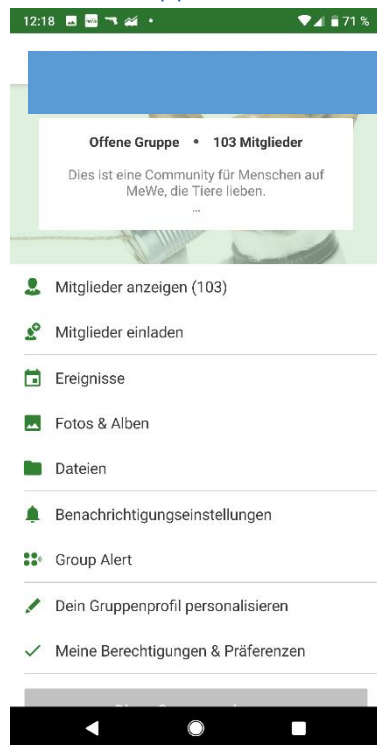 12:18
71 %
Offene Gruppe • 103 Mitglieder
Dies ist eine Community für Menschen auf
MeWe, die Tiere lieben.
...
Mitglieder anzeigen (103)
Mitglieder einladen
Ereignisse
Fotos & Alben
Dateien
Benachrichtigungseinstellungen
Group Alert
Dein Gruppenprofil personalisieren
Meine Berechtigungen & Präferenzen